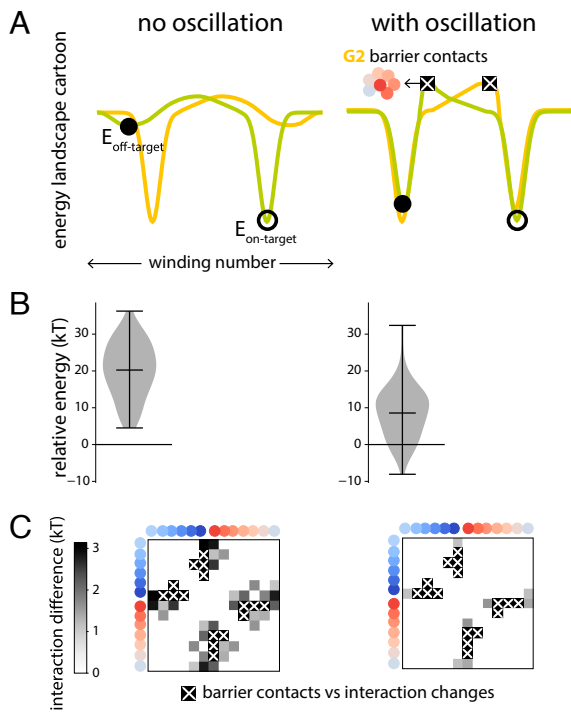 A
no oscillation
with oscillation
energy landscape cartoon
G2 barrier contacts
E off-target
E on-target
winding number
B
relative energy (kT)
30
20
10
0
−10
30
20
10
0
−10
C
interaction difference (kT)
3
2
1
0
barrier contacts vs interaction changes